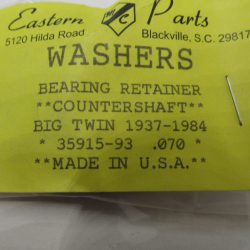 Eastern Parts
5120 Hilda Road Blackville, S.C. 29817
WASHERS
BEARING RETAINER
**COUNTERSHAFT**
BIG TWIN 1937-1984
* 35915-93 .070 *
**MADE IN U.S.A.**